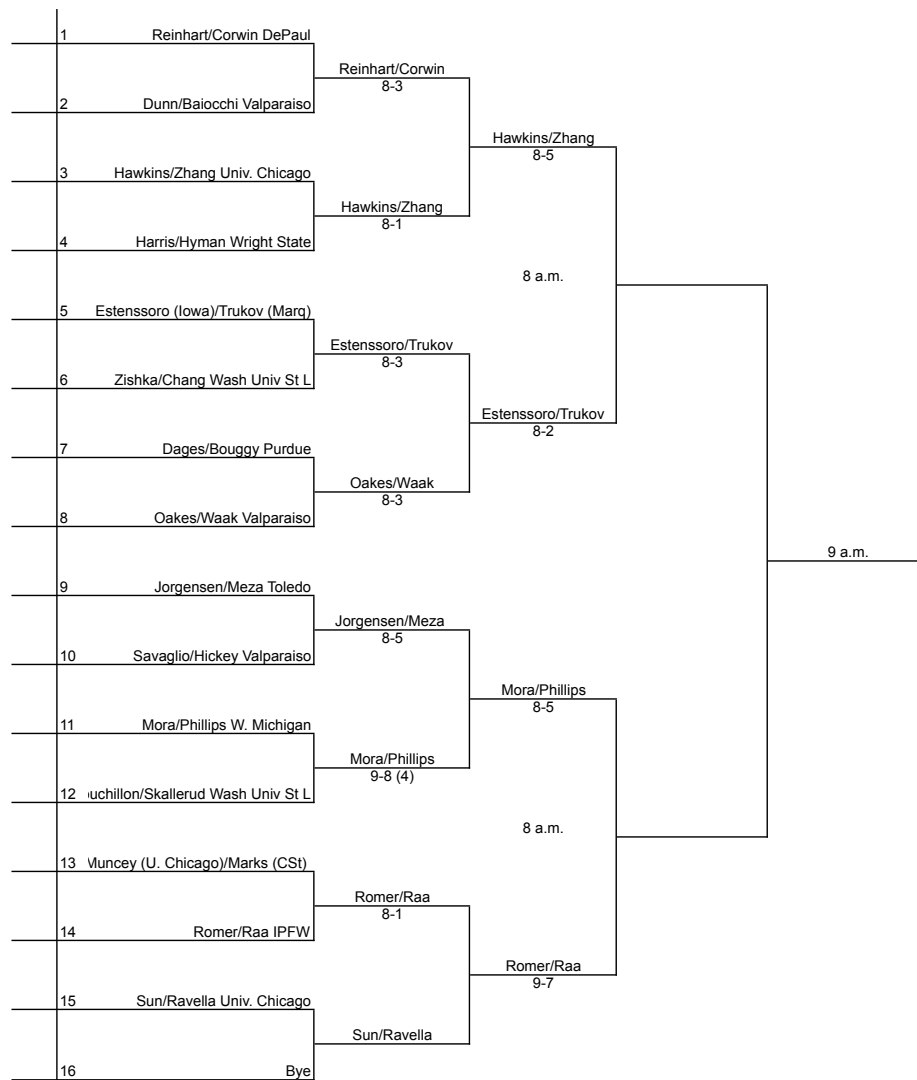 1 Reinhart/Corwin DePaul
Reinhart/Corwin
8-3
2 Dunn/Baiocchi Valparaiso
Hawkins/Zhang
8-5
3 Hawkins/Zhang Univ. Chicago
Hawkins/Zhang
8-1
4 Harris/Hyman Wright State
8 a.m.
5 Estenssoro (Iowa)/Trukov (Marq)
Estenssoro/Trukov
8-3
6 Zishka/Chang Wash Univ St L
Estenssoro/Trukov
8-2
7 Dages/Bouggy Purdue
Oakes/Waak
8-3
8 Oakes/Waak Valparaiso
9 a.m.
9 Jorgensen/Meza Toledo
Jorgensen/Meza
8-5
10 Savaglio/Hickey Valparaiso
Mora/Phillips
8-5
11 Mora/Phillips W. Michigan
Mora/Phillips
9-8 (4)
12 uchillon/Skallerud Wash Univ St L
8 a.m.
13 Muncey (U. Chicago)/Marks (CSt)
Romer/Raa
8-1
14 Romer/Raa IPFW
Romer/Raa
9-7
15 Sun/Ravella Univ. Chicago
Sun/Ravella
16 Bye